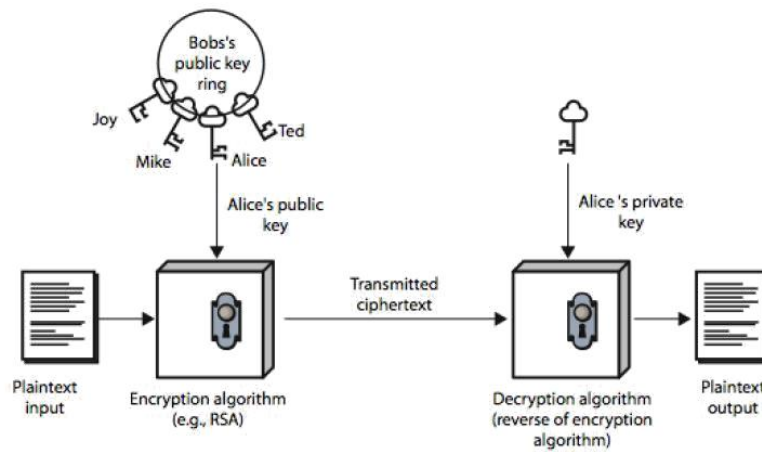 Bobs's
public key
ring
Joy
Mike
Alice
Ted
Alice's public
key
Alice 's private
key
Transmitted
ciphertext
Plaintext
input
Encryption algorithm
(e.g., RSA)
Decryption algorithm
(reverse of encryption
algorithm)
Plaintext
output